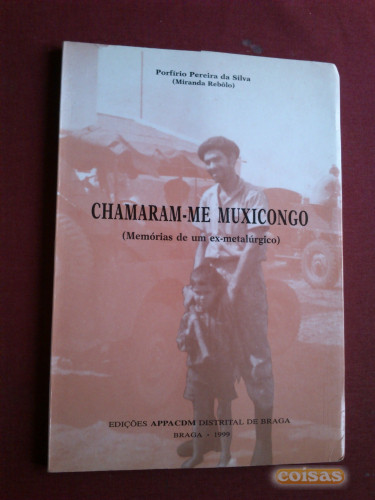 Porfírio Pereira da Silva
(Miranda Rebôlo)
CHAMARAM-ME MUXICONGO
(Memórias de um ex-metalúrgico)
EDIÇÕES APPACDM DISTRITAL DE BRAGA
BRAGA - 1999
coisas